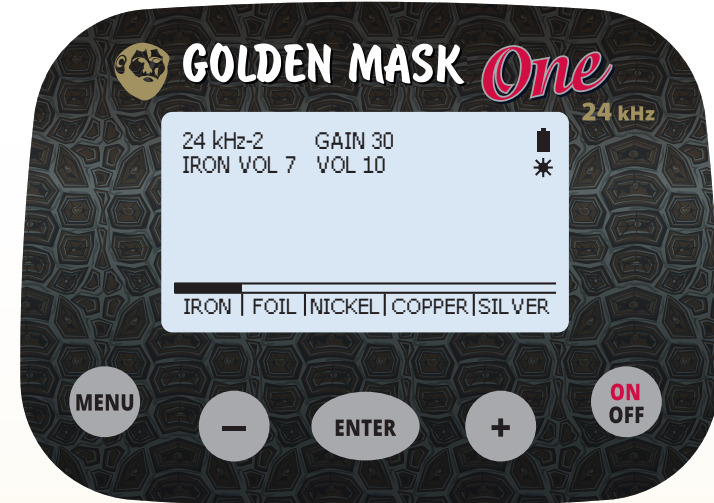 GOLDEN MASK One
24 kHz
24 kHz-2 GAIN 30
IRON VOL 7 VOL 10
IRON FOIL NICKEL COPPER SILVER
MENU
ON
OFF
−
ENTER
+